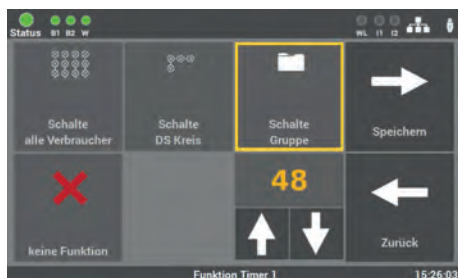 Status B1 B2 W WL I1 I2
Schalte
alle Verbraucher
Schalte
DS Kreis
Schalte
Gruppe
Speichern
keine Funktion
48
Zurück
Funktion Timer 1 15:26:03